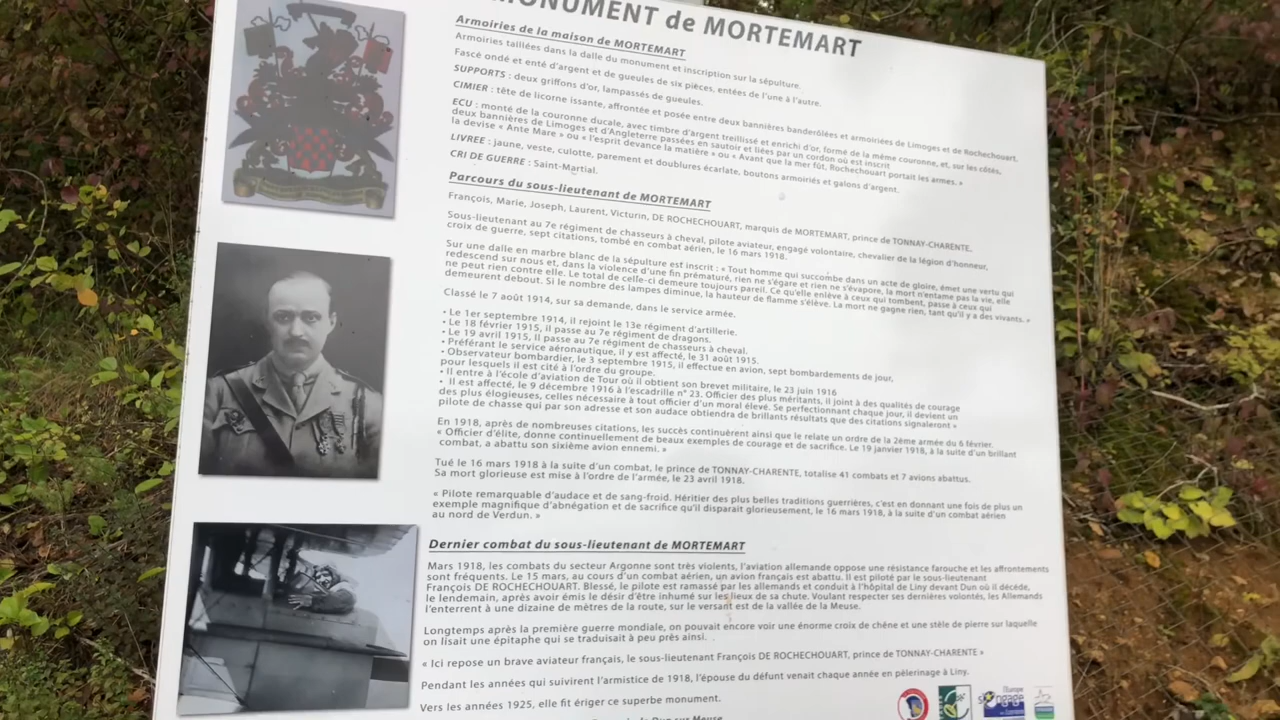 MONUMENT de MORTEMART
Armoiries de la maison de MORTEMART
Armoiries taillées dans la dalle du monument et inscription sur la sépulture.
Fascé ondé et enté d'argent et de gueules de six pièces, entées de l'une à l'autre.
SUPPORTS : deux griffons d'or, lampassés de gueules.
CIMIER : tête de licorne issante, affrontée et posée entre deux bannières banderôlées et armoiriées de Limoges et de Rochechouart.
ECU : monté de la couronne ducale, avec timbre d'argent treillissé et enrichi d'or, formé de la même couronne, et, sur les côtés,
deux bannières de Limoges et d'Angleterre passées en sautoir et liées par un cordon où est inscrit
la devise « Ante Mare » ou « l'esprit devance la matière » ou « Avant que la mer fût, Rochechouart portait les armes. »
LIVREE : jaune, veste, culotte, parement et doublures écarlate, boutons armoiriés et galons d'argent.
CRI DE GUERRE : Saint-Martial.
Parcours du sous-lieutenant de MORTEMART
François, Marie, Joseph, Laurent, Victurin, DE ROCHECHOUART, marquis de MORTEMART, prince de TONNAY-CHARENTE.
Sous-lieutenant au 7e régiment de chasseurs à cheval, pilote aviateur, engagé volontaire, chevalier de la légion d'honneur,
croix de guerre, sept citations, tombé en combat aérien, le 16 mars 1918.
Sur une dalle en marbre blanc de la sépulture est inscrit : « Tout homme qui succombe dans un acte de gloire, émet une vertu qui
redescend sur nous et, dans la violence d'une fin prématuré, rien ne s'égare et rien ne s'évapore, la mort n'entame pas la vie, elle
ne peut rien contre elle. Le total de celle-ci demeure toujours pareil. Ce qu'elle enlève à ceux qui tombent, passe à ceux qui
demeurent debout. Si le nombre des lampes diminue, la hauteur de flamme s'élève. La mort ne gagne rien, tant qu'il y a des vivants. »
Classé le 7 août 1914, sur sa demande, dans le service armée.
• Le 1er septembre 1914, il rejoint le 13e régiment d'artillerie.
• Le 18 février 1915, il passe au 7e régiment de dragons.
• Le 19 avril 1915, Il passe au 7e régiment de chasseurs à cheval.
• Préférant le service aéronautique, il y est affecté, le 31 août 1915.
• Observateur bombardier, le 3 septembre 1915, il effectue en avion, sept bombardements de jour,
pour lesquels il est cité à l'ordre du groupe.
• Il entre à l'école d'aviation de Tour où il obtient son brevet militaire, le 23 juin 1916
• Il est affecté, le 9 décembre 1916 à l'escadrille n° 23. Officier des plus méritants, il joint à des qualités de courage
des plus élogieuses, celles nécessaire à tout officier d'un moral élevé. Se perfectionnant chaque jour, il devient un
pilote de chasse qui par son adresse et son audace obtiendra de brillants résultats que des citations signaleront »
En 1918, après de nombreuses citations, les succès continuèrent ainsi que le relate un ordre de la 2ème armée du 6 février.
« Officier d'élite, donne continuellement de beaux exemples de courage et de sacrifice. Le 19 janvier 1918, à la suite d'un brillant
combat, a abattu son sixième avion ennemi. »
Tué le 16 mars 1918 à la suite d'un combat, le prince de TONNAY-CHARENTE, totalise 41 combats et 7 avions abattus.
Sa mort glorieuse est mise à l'ordre de l'armée, le 23 avril 1918.
« Pilote remarquable d'audace et de sang-froid. Héritier des plus belles traditions guerrières, c'est en donnant une fois de plus un
exemple magnifique d'abnégation et de sacrifice qu'il disparait glorieusement, le 16 mars 1918, à la suite d'un combat aérien
au nord de Verdun. »
Dernier combat du sous-lieutenant de MORTEMART
Mars 1918, les combats du secteur Argonne sont très violents, l'aviation allemande oppose une résistance farouche et les affrontements
sont fréquents. Le 15 mars, au cours d'un combat aérien, un avion français est abattu. Il est piloté par le sous-lieutenant
François DE ROCHECHOUART. Blessé, le pilote est ramassé par les allemands et conduit à l'hôpital de Liny devant Dun où il décède,
le lendemain, après avoir émis le désir d'être inhumé sur les lieux de sa chute. Voulant respecter ses dernières volontés, les Allemands
l'enterrent à une dizaine de mètres de la route, sur le versant est de la vallée de la Meuse.
Longtemps après la première guerre mondiale, on pouvait encore voir une énorme croix de chêne et une stèle de pierre sur laquelle
on lisait une épitaphe qui se traduisait à peu près ainsi.
« Ici repose un brave aviateur français, le sous-lieutenant François DE ROCHECHOUART, prince de TONNAY-CHARENTE »
Pendant les années qui suivirent l'armistice de 1918, l'épouse du défunt venait chaque année en pèlerinage à Liny.
Vers les années 1925, elle fit ériger ce superbe monument.
l'Europe
s'engage
de Dun sur Meuse